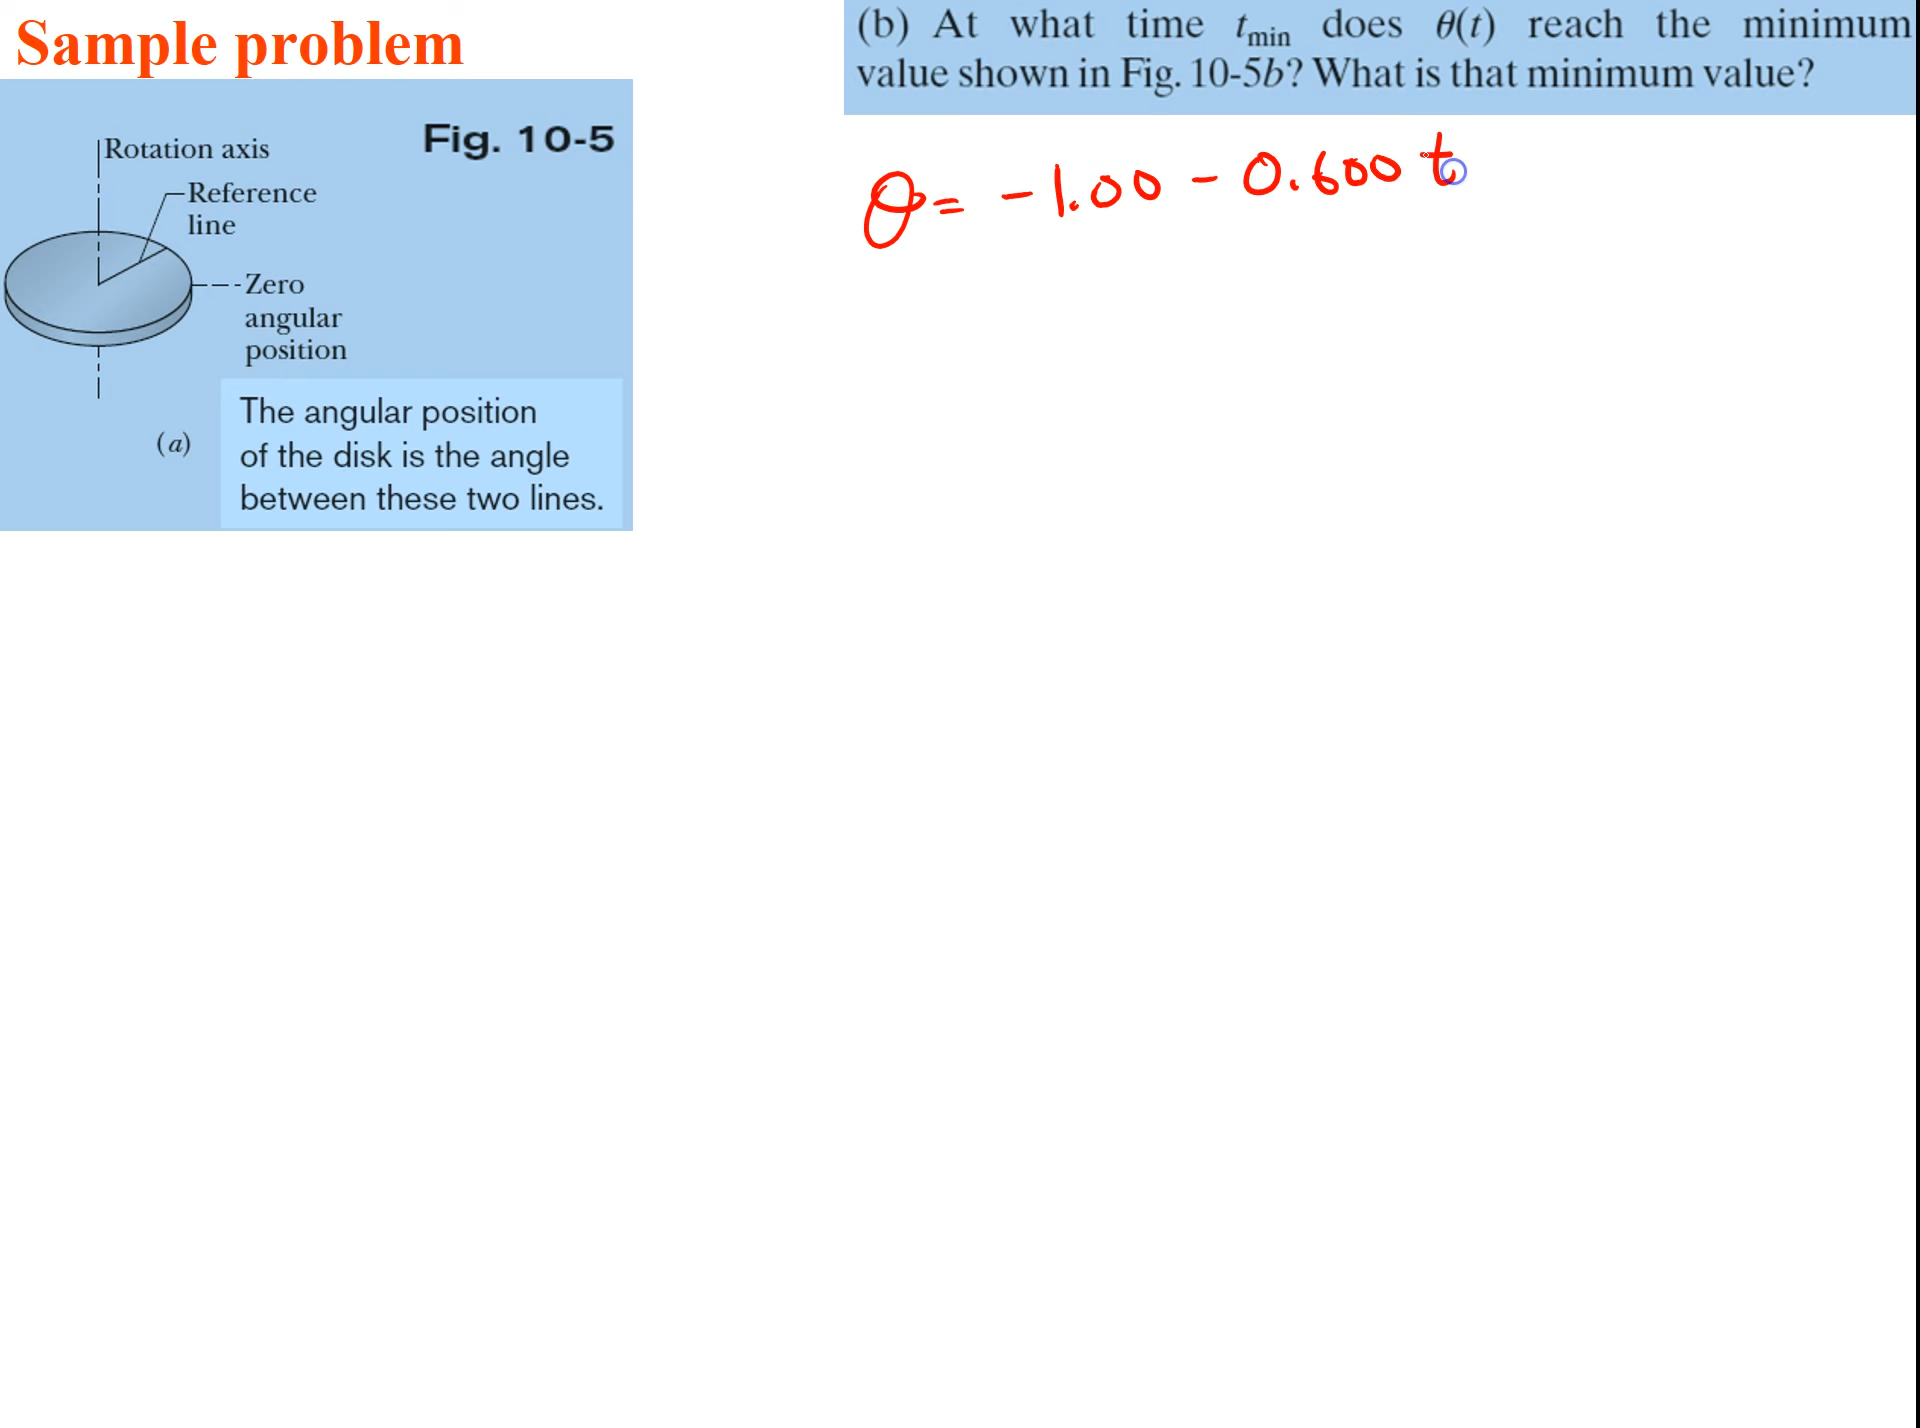 Sample problem
Fig. 10-5
Rotation axis
Reference
line
Zero
angular
position
(a)
The angular position
of the disk is the angle
between these two lines.
(b) At what time tmin does θ(t) reach the minimum
value shown in Fig. 10-5b? What is that minimum value?
θ = -1.00 - 0.600 t